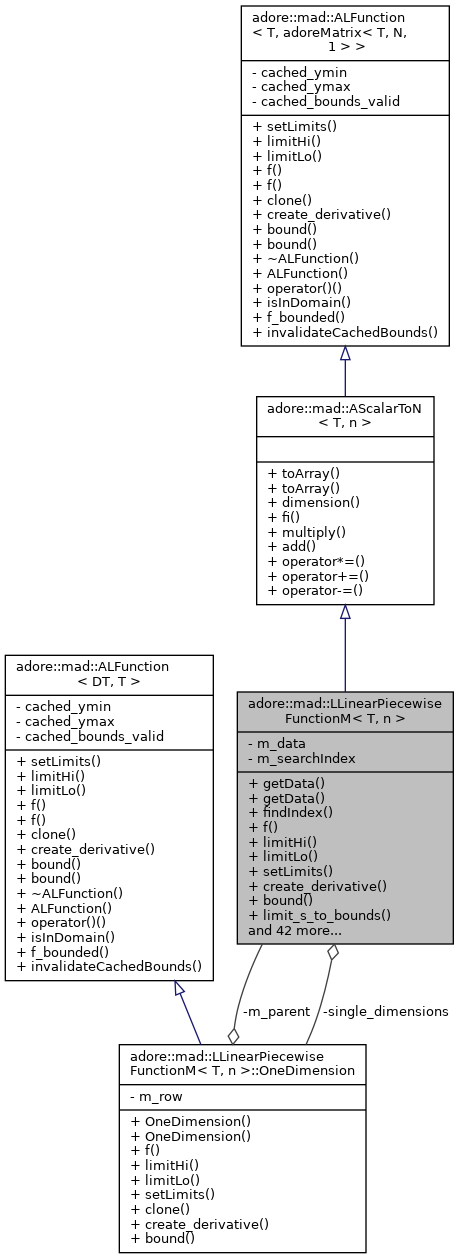 adore::mad::ALFunction
< T, adoreMatrix< T, N,
1 > >
- cached_ymin
- cached_ymax
- cached_bounds_valid
+ setLimits()
+ limitHi()
+ limitLo()
+ f()
+ f()
+ clone()
+ create_derivative()
+ bound()
+ bound()
+ ~ALFunction()
+ ALFunction()
+ operator()()
+ isInDomain()
+ f_bounded()
+ invalidateCachedBounds()
adore::mad::AScalarToN
< T, n >
+ toArray()
+ toArray()
+ dimension()
+ fi()
+ multiply()
+ add()
+ operator*=()
+ operator+=()
+ operator-=()
adore::mad::ALFunction
< DT, T >
- cached_ymin
- cached_ymax
- cached_bounds_valid
+ setLimits()
+ limitHi()
+ limitLo()
+ f()
+ f()
+ clone()
+ create_derivative()
+ bound()
+ bound()
+ ~ALFunction()
+ ALFunction()
+ operator()()
+ isInDomain()
+ f_bounded()
+ invalidateCachedBounds()
adore::mad::LLinearPiecewise
FunctionM< T, n >
- m_data
- m_searchIndex
+ getData()
+ getData()
+ findIndex()
+ f()
+ limitHi()
+ limitLo()
+ setLimits()
+ create_derivative()
+ bound()
+ limit_s_to_bounds()
and 42 more...
-m_parent
-single_dimensions
adore::mad::LLinearPiecewise
FunctionM< T, n >::OneDimension
- m_row
+ OneDimension()
+ OneDimension()
+ f()
+ limitHi()
+ limitLo()
+ setLimits()
+ clone()
+ create_derivative()
+ bound()